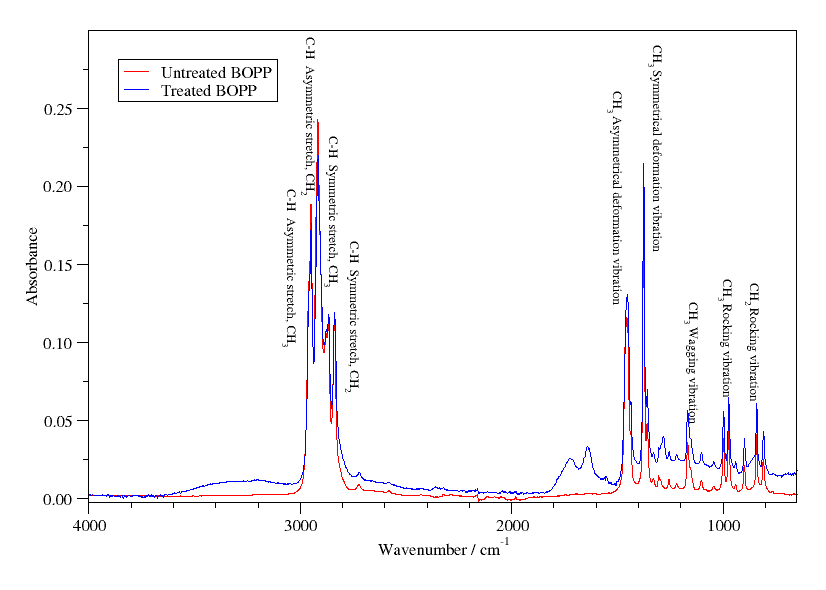 Untreated BOPP
Treated BOPP
C-H Asymmetric stretch, CH3
C-H Asymmetric stretch, CH2
C-H Symmetric stretch, CH3
C-H Symmetric stretch, CH2
CH3 Asymmetrical deformation vibration
CH3 Symmetrical deformation vibration
CH3 Wagging vibration
CH3 Rocking vibration
CH2 Rocking vibration
Absorbance
0.25
0.20
0.15
0.10
0.05
0.00
4000
3000
2000
1000
Wavenumber / cm-1